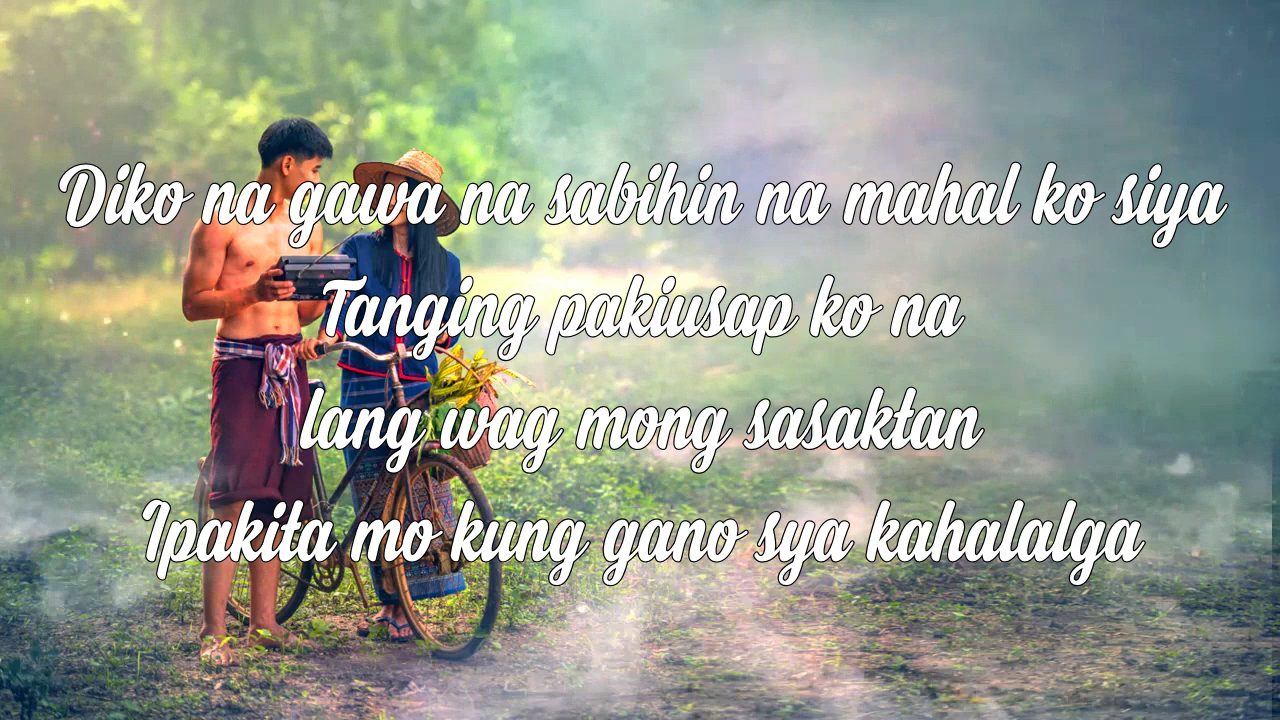 Diko na gawa na sabihin na mahal ko siya
Tanging pakiusap ko na
lang wag mong sasaktan
Ipakita mo kung gano sya kahalalga